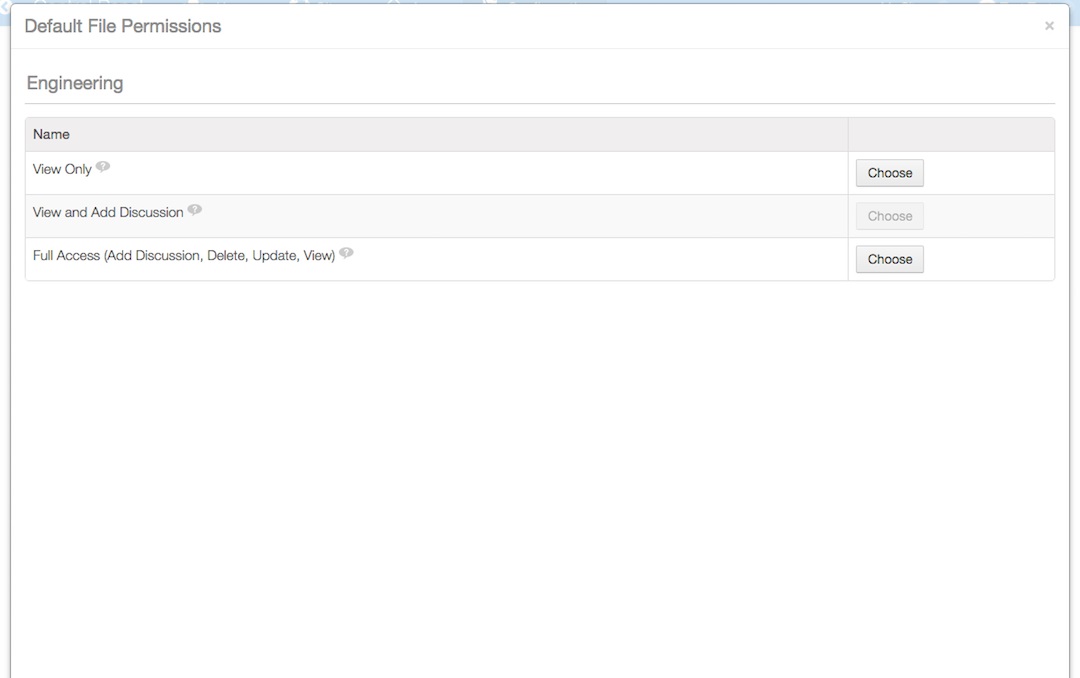 Default File Permissions ×
Engineering
Name
View Only ? Choose
View and Add Discussion ? Choose
Full Access (Add Discussion, Delete, Update, View) ? Choose